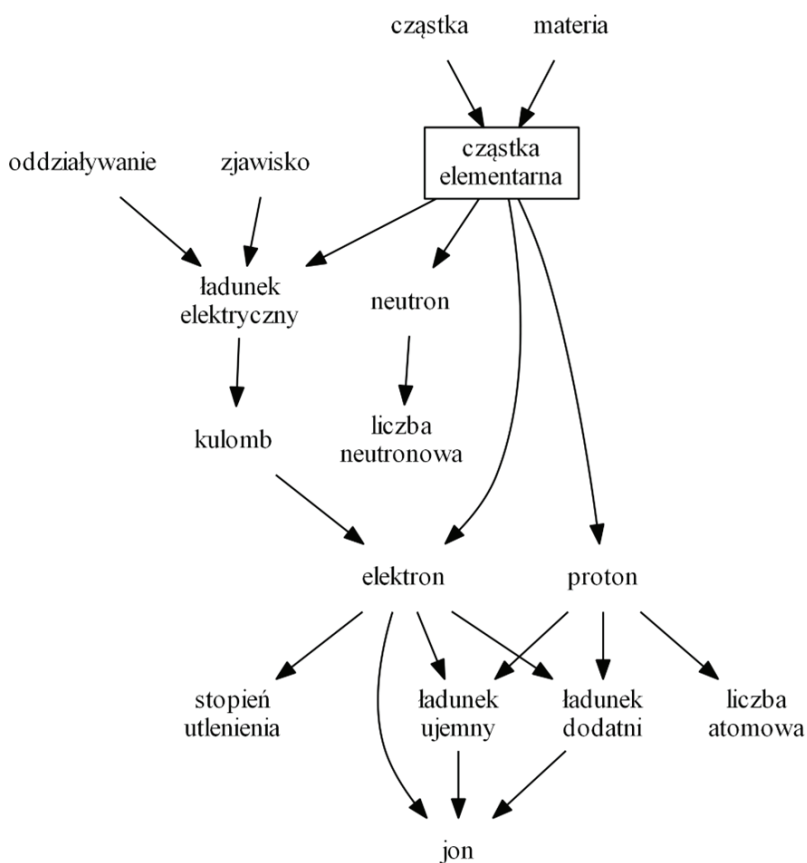 cząstka
materia
oddziaływanie
zjawisko
cząstka
elementarna
ładunek
elektryczny
neutron
kulomb
liczba
neutronowa
elektron
proton
stopień
utlenienia
ładunek
ujemny
ładunek
dodatni
liczba
atomowa
jon